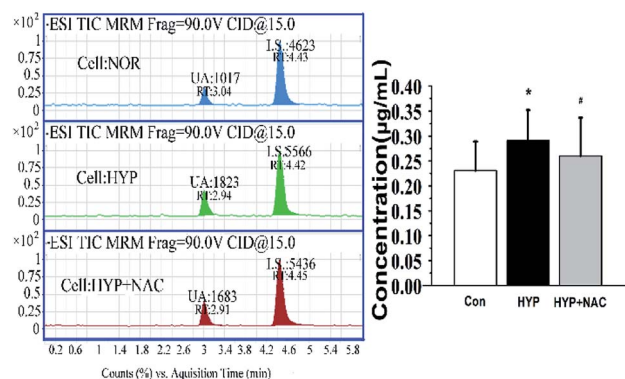 ×10² -ESI TIC MRM Frag=90.0V CID@15.0
1
0.75
0.5
0.25
0
Cell:NOR
UA:1017
RT:3.04
I.S.:4623
RT:4.43
×10² -ESI TIC MRM Frag=90.0V CID@15.0
1
0.75
0.5
0.25
0
Cell:HYP
UA:1823
RT:2.94
I.S:5566
RT:4.42
×10² -ESI TIC MRM Frag=90.0V CID@15.0
1
0.75
0.5
0.25
0
Cell:HYP+NAC
UA:1683
RT:2.91
I.S.:5436
RT:4.45
0.2 0.6 1 1.4 1.8 2.2 2.6 3 3.4 3.8 4.2 4.6 5 5.4 5.8
Counts (%) vs. Aquisition Time (min)
Concentration(µg/mL)
0.40
0.35
0.30
0.25
0.20
0.15
0.10
0.05
0.00
*
#
Con HYP HYP+NAC